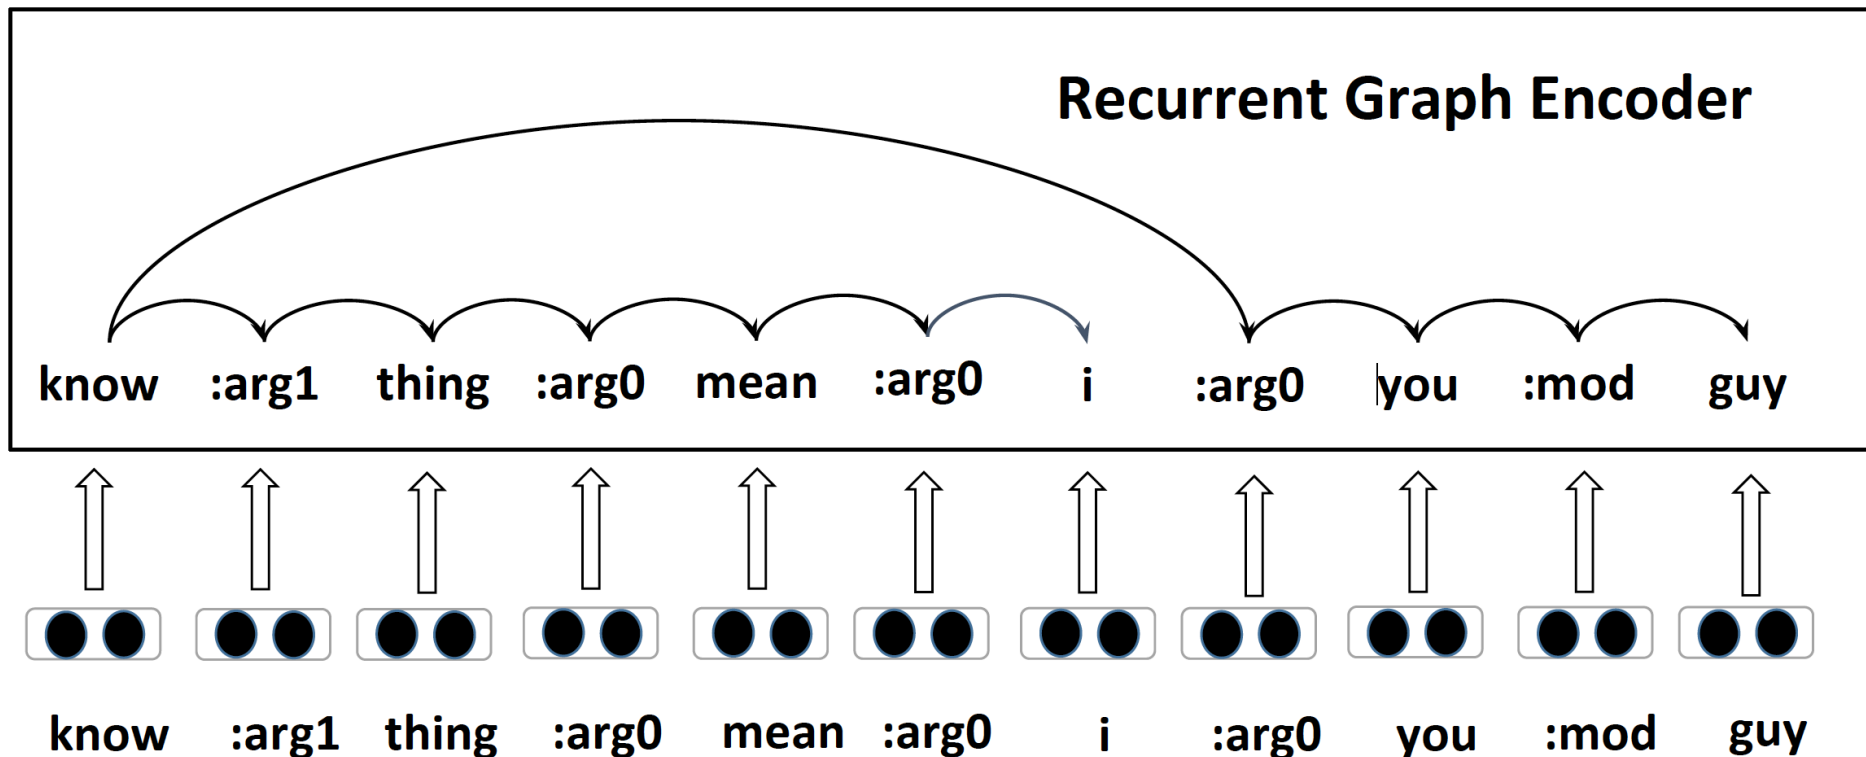 Recurrent Graph Encoder
know :arg1 thing :arg0 mean :arg0 i :arg0 you :mod guy
know :arg1 thing :arg0 mean :arg0 i :arg0 you :mod guy